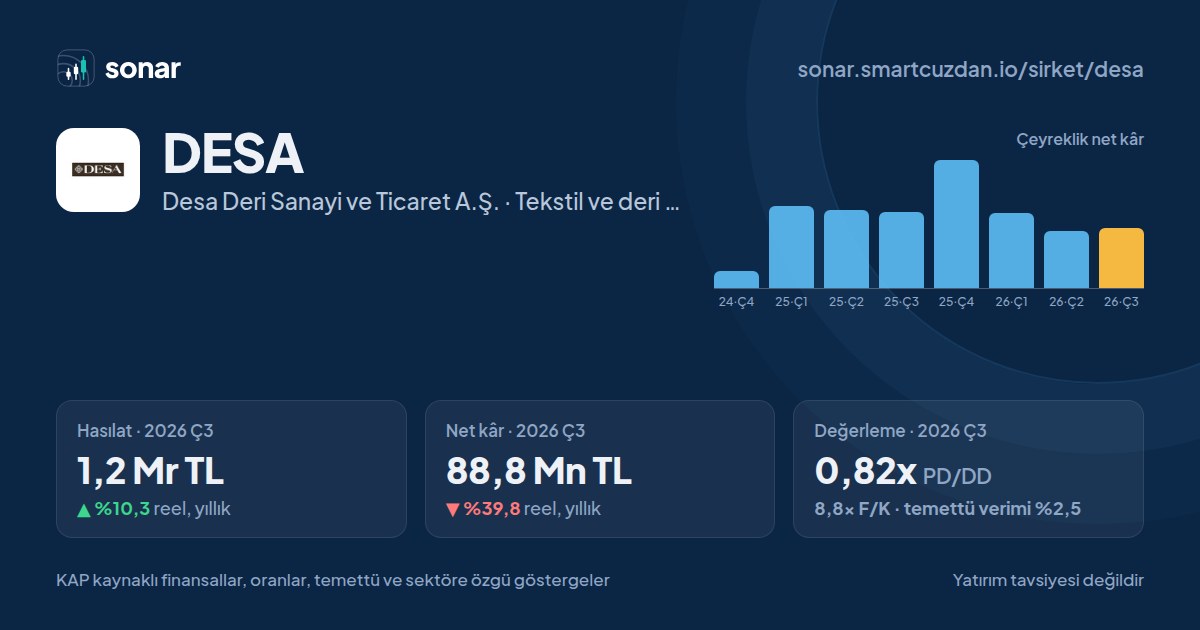 sonar
sonar.smartcuzdan.io/sirket/desa
DESA
DESA
Desa Deri Sanayi ve Ticaret A.Ş. · Tekstil ve deri ...
Çeyreklik net kâr
24·Ç4 25·Ç1 25·Ç2 25·Ç3 25·Ç4 26·Ç1 26·Ç2 26·Ç3
Hasılat · 2026 Ç3
1,2 Mr TL
▲ %10,3 reel, yıllık
Net kâr · 2026 Ç3
88,8 Mn TL
▼ %39,8 reel, yıllık
Değerleme · 2026 Ç3
0,82x PD/DD
8,8x F/K · temettü verimi %2,5
KAP kaynaklı finansallar, oranlar, temettü ve sektöre özgü göstergeler
Yatırım tavsiyesi değildir